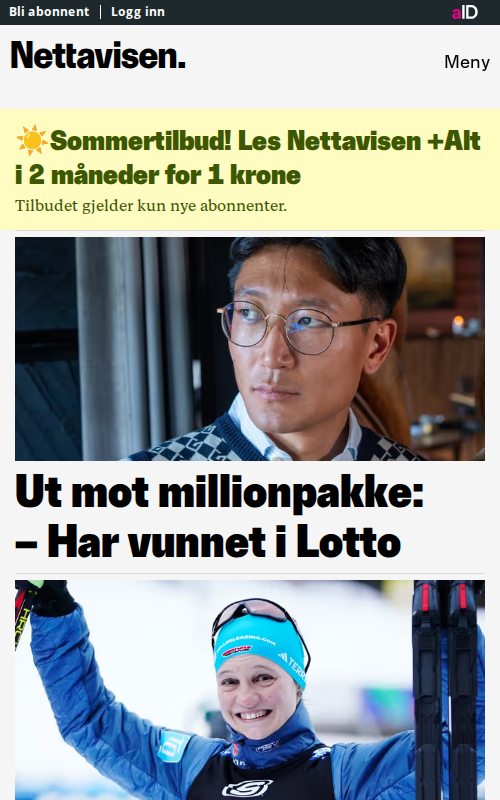 Bli abonnent
Logg inn
aID
Nettavisen.
Meny
☀️Sommertilbud! Les Nettavisen +Alt
i 2 måneder for 1 krone
Tilbudet gjelder kun nye abonnenter.
Ut mot millionpakke:
– Har vunnet i Lotto